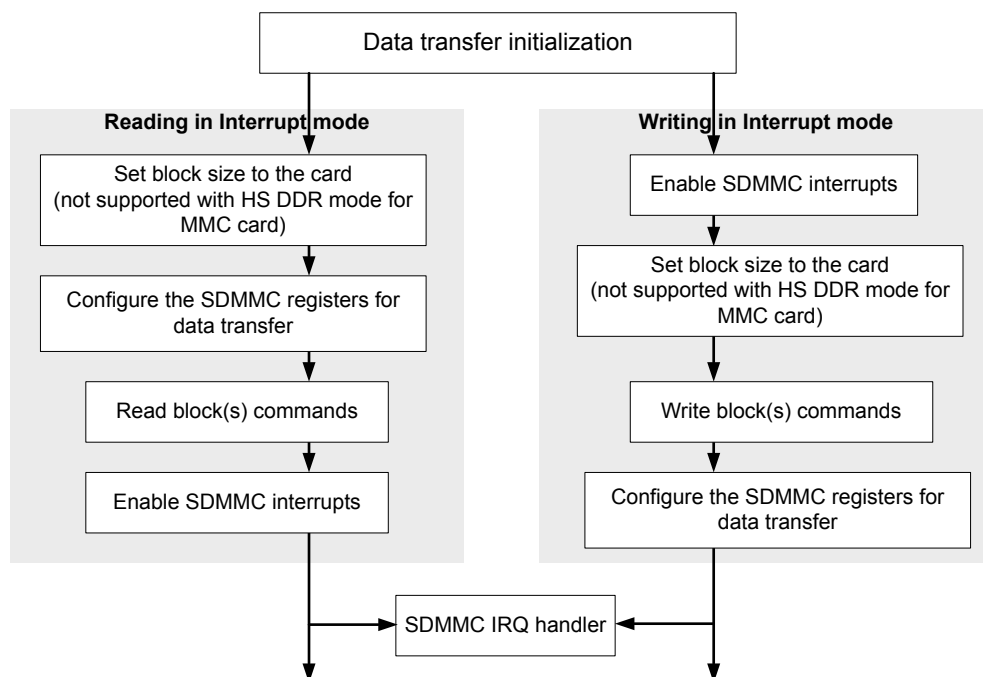 Data transfer initialization
Reading in Interrupt mode
Set block size to the card
(not supported with HS DDR mode for
MMC card)
Configure the SDMMC registers for
data transfer
Read block(s) commands
Enable SDMMC interrupts
Writing in Interrupt mode
Enable SDMMC interrupts
Set block size to the card
(not supported with HS DDR mode for
MMC card)
Write block(s) commands
Configure the SDMMC registers for
data transfer
SDMMC IRQ handler